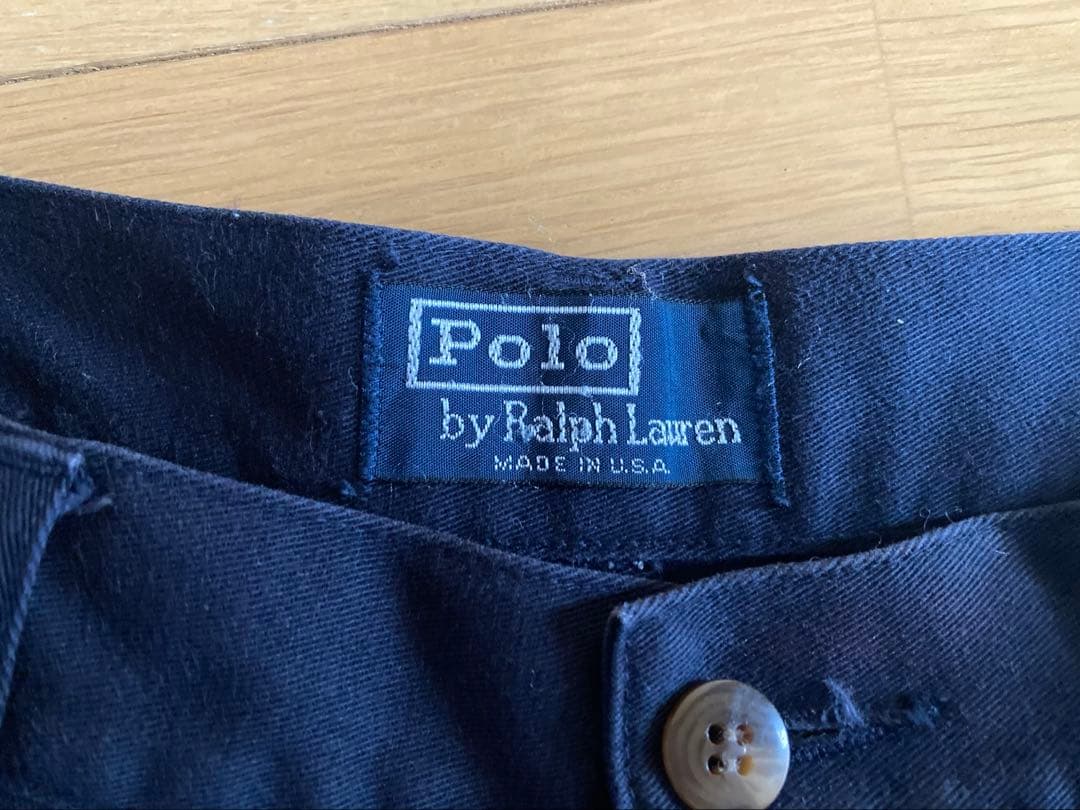 Polo
by Ralph Lauren
MADE IN U.S.A.